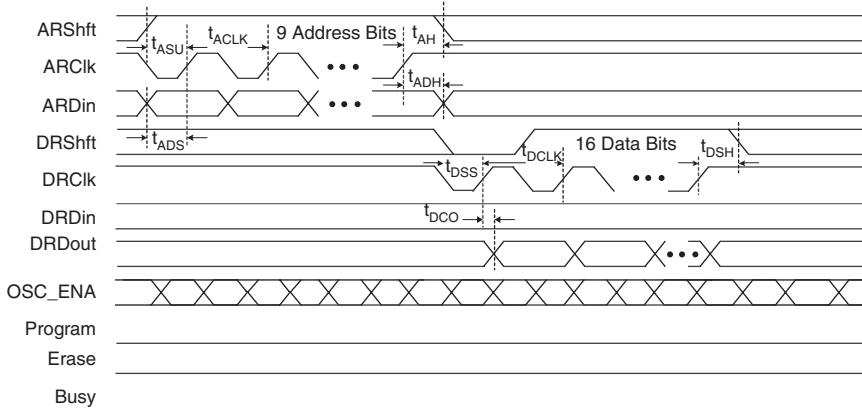 ARShft
t_ASU
t_ACLK
9 Address Bits
t_AH
ARClk
t_ADH
ARDin
t_ADS
DRShft
16 Data Bits
t_DSS
t_DCLK
t_DSH
DRClk
DRDin
t_DCO
DRDout
OSC_ENA
Program
Erase
Busy